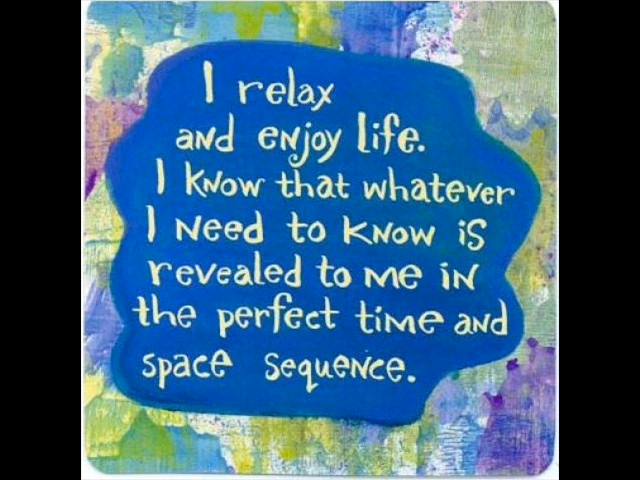 I relax
and enjoy life.
I know that whatever
I need to know is
revealed to me in
the perfect time and
space sequence.